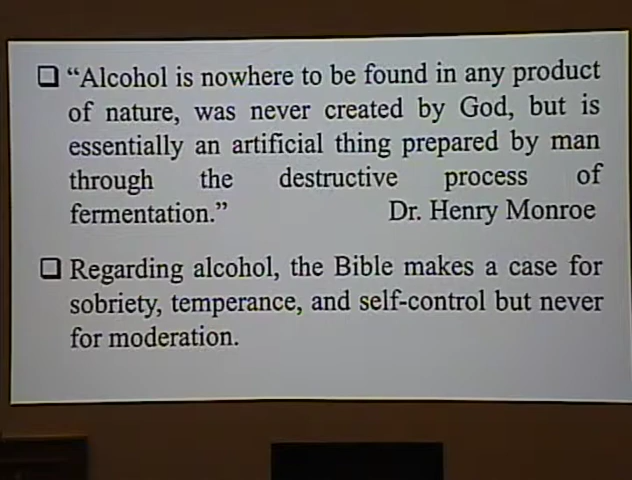 ❑ “Alcohol is nowhere to be found in any product
of nature, was never created by God, but is
essentially an artificial thing prepared by man
through the destructive process of
fermentation.” Dr. Henry Monroe
❑ Regarding alcohol, the Bible makes a case for
sobriety, temperance, and self-control but never
for moderation.